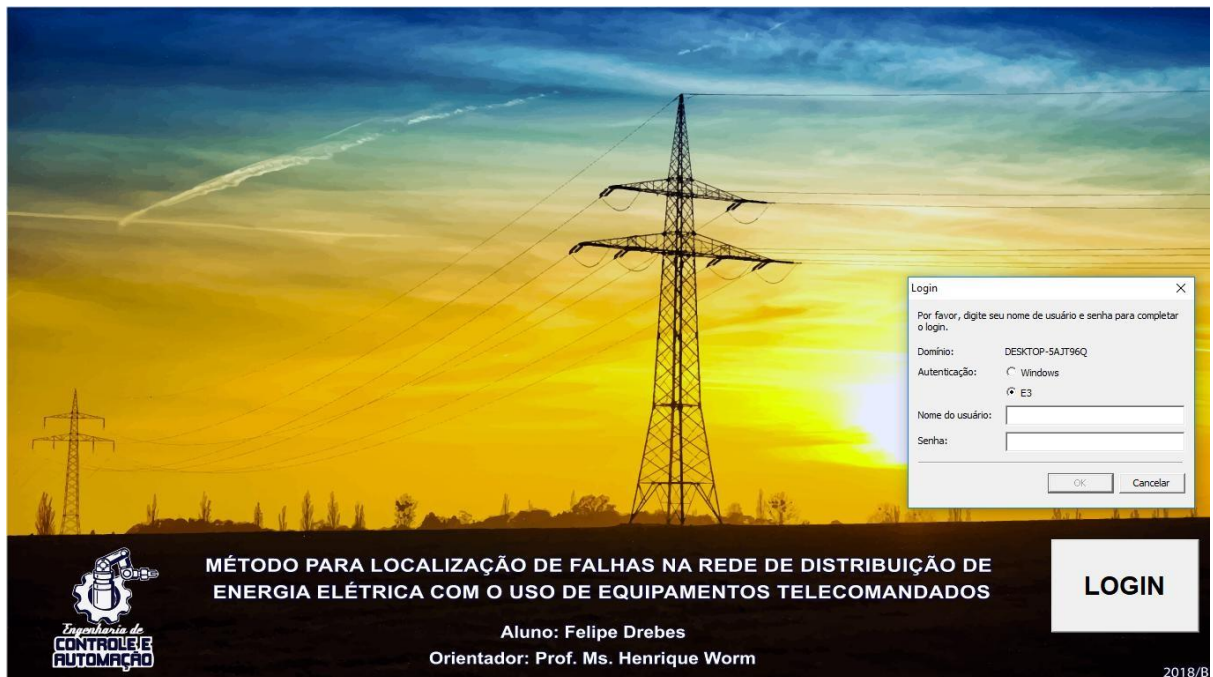 Login
Por favor, digite seu nome de usuário e senha para completar
o login.
Domínio: DESKTOP-5AJT96Q
Autenticação: Windows
E3
Nome do usuário:
Senha:
OK Cancelar
MÉTODO PARA LOCALIZAÇÃO DE FALHAS NA REDE DE DISTRIBUIÇÃO DE
ENERGIA ELÉTRICA COM O USO DE EQUIPAMENTOS TELECOMANDADOS
Aluno: Felipe Drebes
Orientador: Prof. Ms. Henrique Worm
Engenharia de
CONTROLE E
AUTOMAÇÃO
LOGIN
2018/B